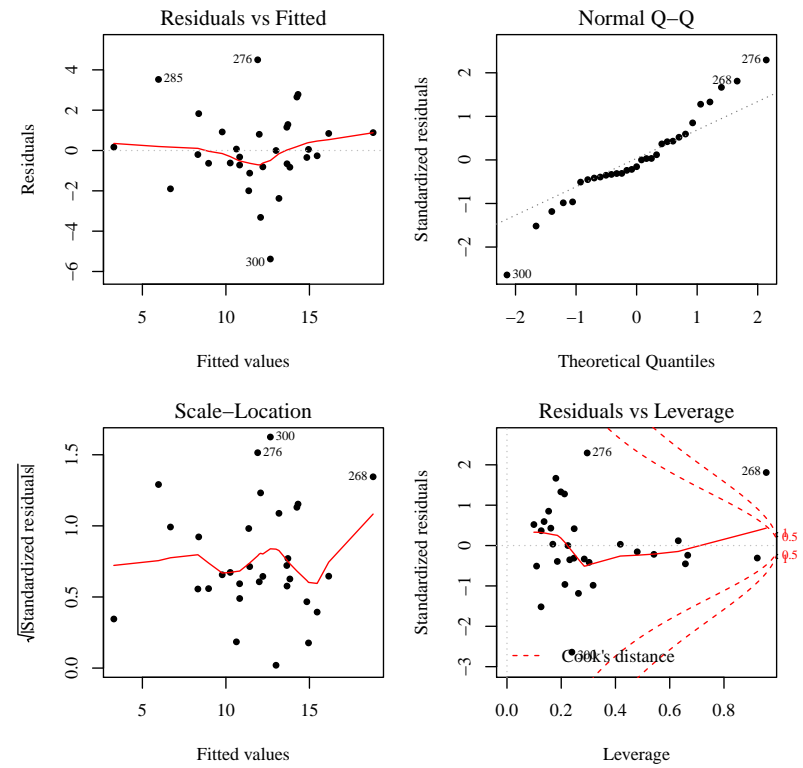 Residuals vs Fitted
Residuals
−6 −4 −2 0 2 4
285
276
300
5 10 15
Fitted values
Normal Q−Q
Standardized residuals
−2 −1 0 1 2
276
268
300
−2 −1 0 1 2
Theoretical Quantiles
Scale−Location
√|Standardized residuals|
0.0 0.5 1.0 1.5
300
276
268
5 10 15
Fitted values
Residuals vs Leverage
Standardized residuals
−3 −2 −1 0 1 2
276
268
1
0.5
0.5
1
300
Cook's distance
0.0 0.2 0.4 0.6 0.8
Leverage